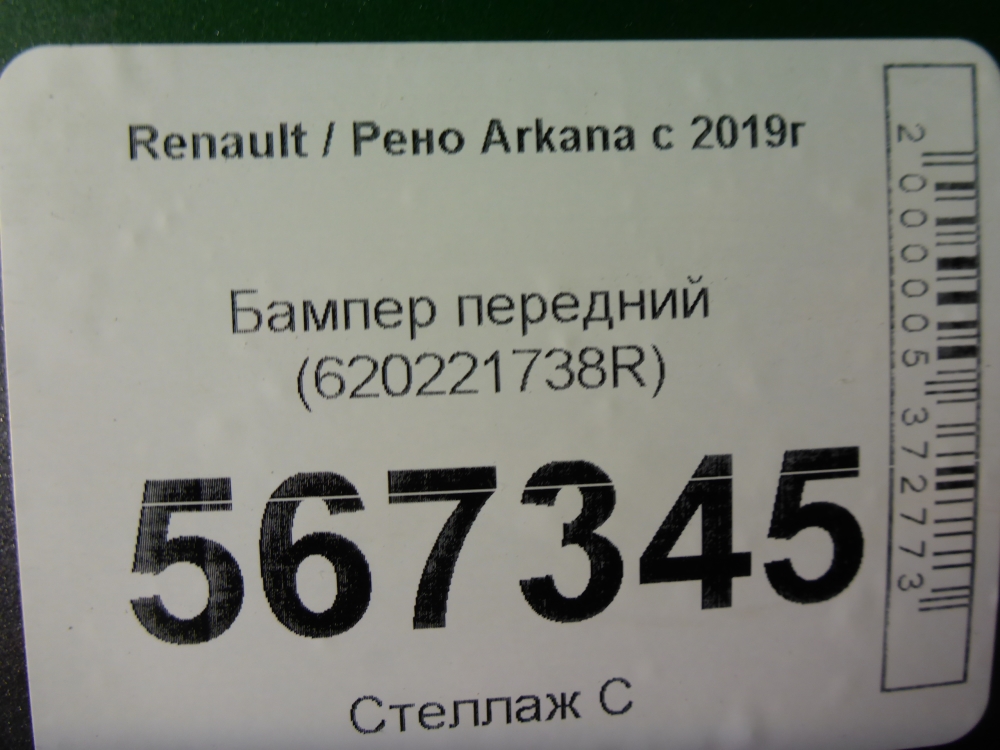 Renault / Рено Arkana с 2019г
Бампер передний
(620221738R)
567345
Стеллаж С
2000005372773